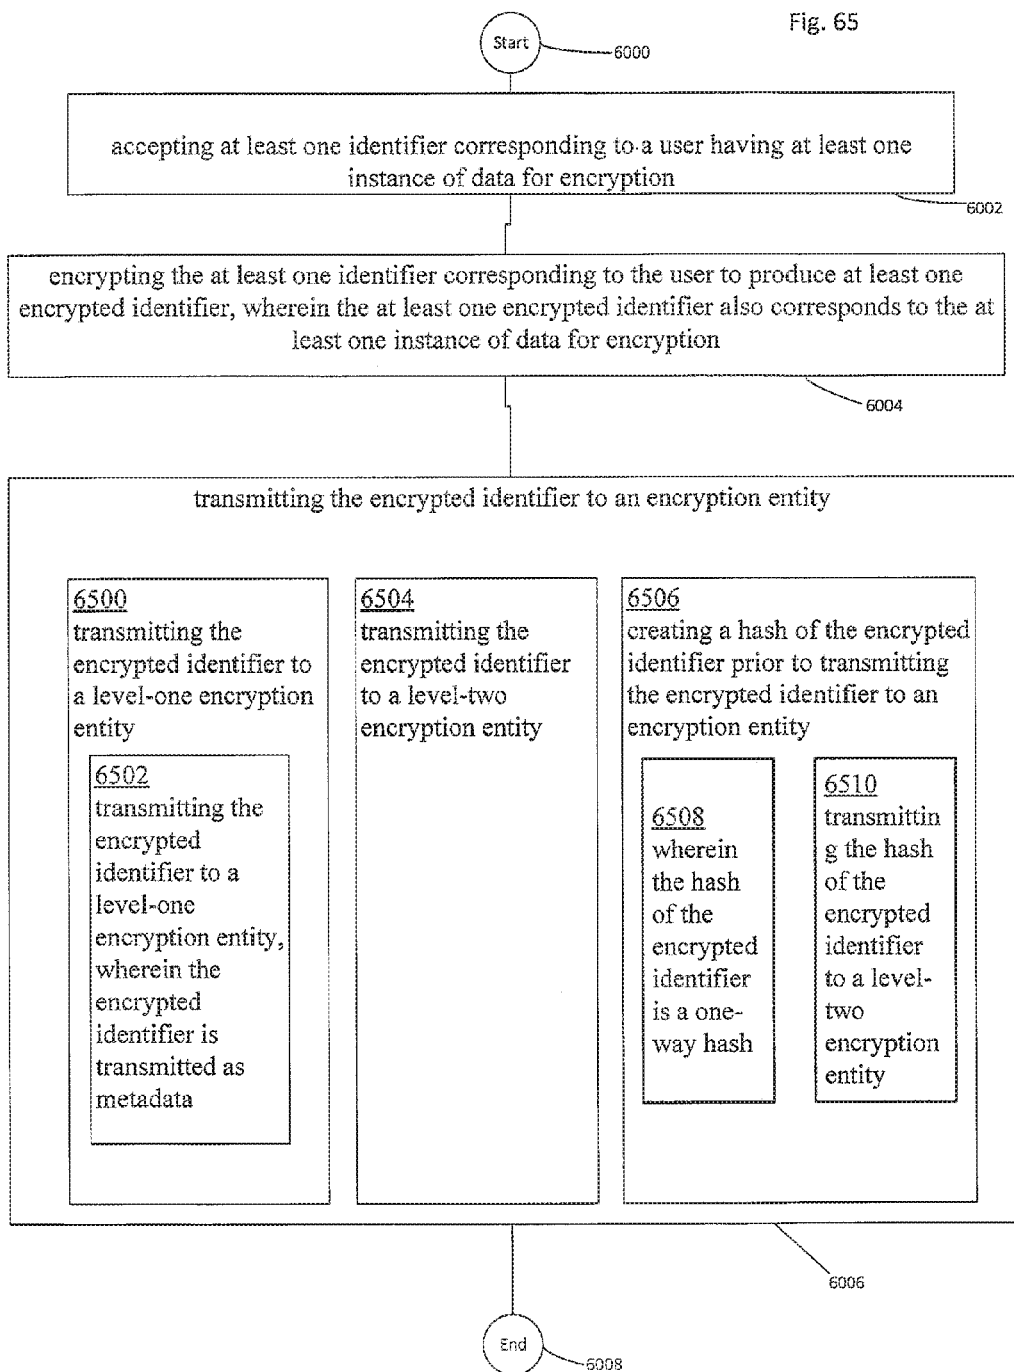 Fig. 65
Start
6000
accepting at least one identifier corresponding to a user having at least one
instance of data for encryption
6002
encrypting the at least one identifier corresponding to the user to produce at least one
encrypted identifier, wherein the at least one encrypted identifier also corresponds to the at
least one instance of data for encryption
6004
transmitting the encrypted identifier to an encryption entity
6500
transmitting the
encrypted identifier to
a level-one encryption
entity
6502
transmitting the
encrypted
identifier to a
level-one
encryption entity,
wherein the
encrypted
identifier is
transmitted as
metadata
6504
transmitting the
encrypted identifier
to a level-two
encryption entity
6506
creating a hash of the encrypted
identifier prior to transmitting
the encrypted identifier to an
encryption entity
6508
wherein
the hash
of the
encrypted
identifier
is a one-
way hash
6510
transmittin
g the hash
of the
encrypted
identifier
to a level-
two
encryption
entity
6006
End
6008